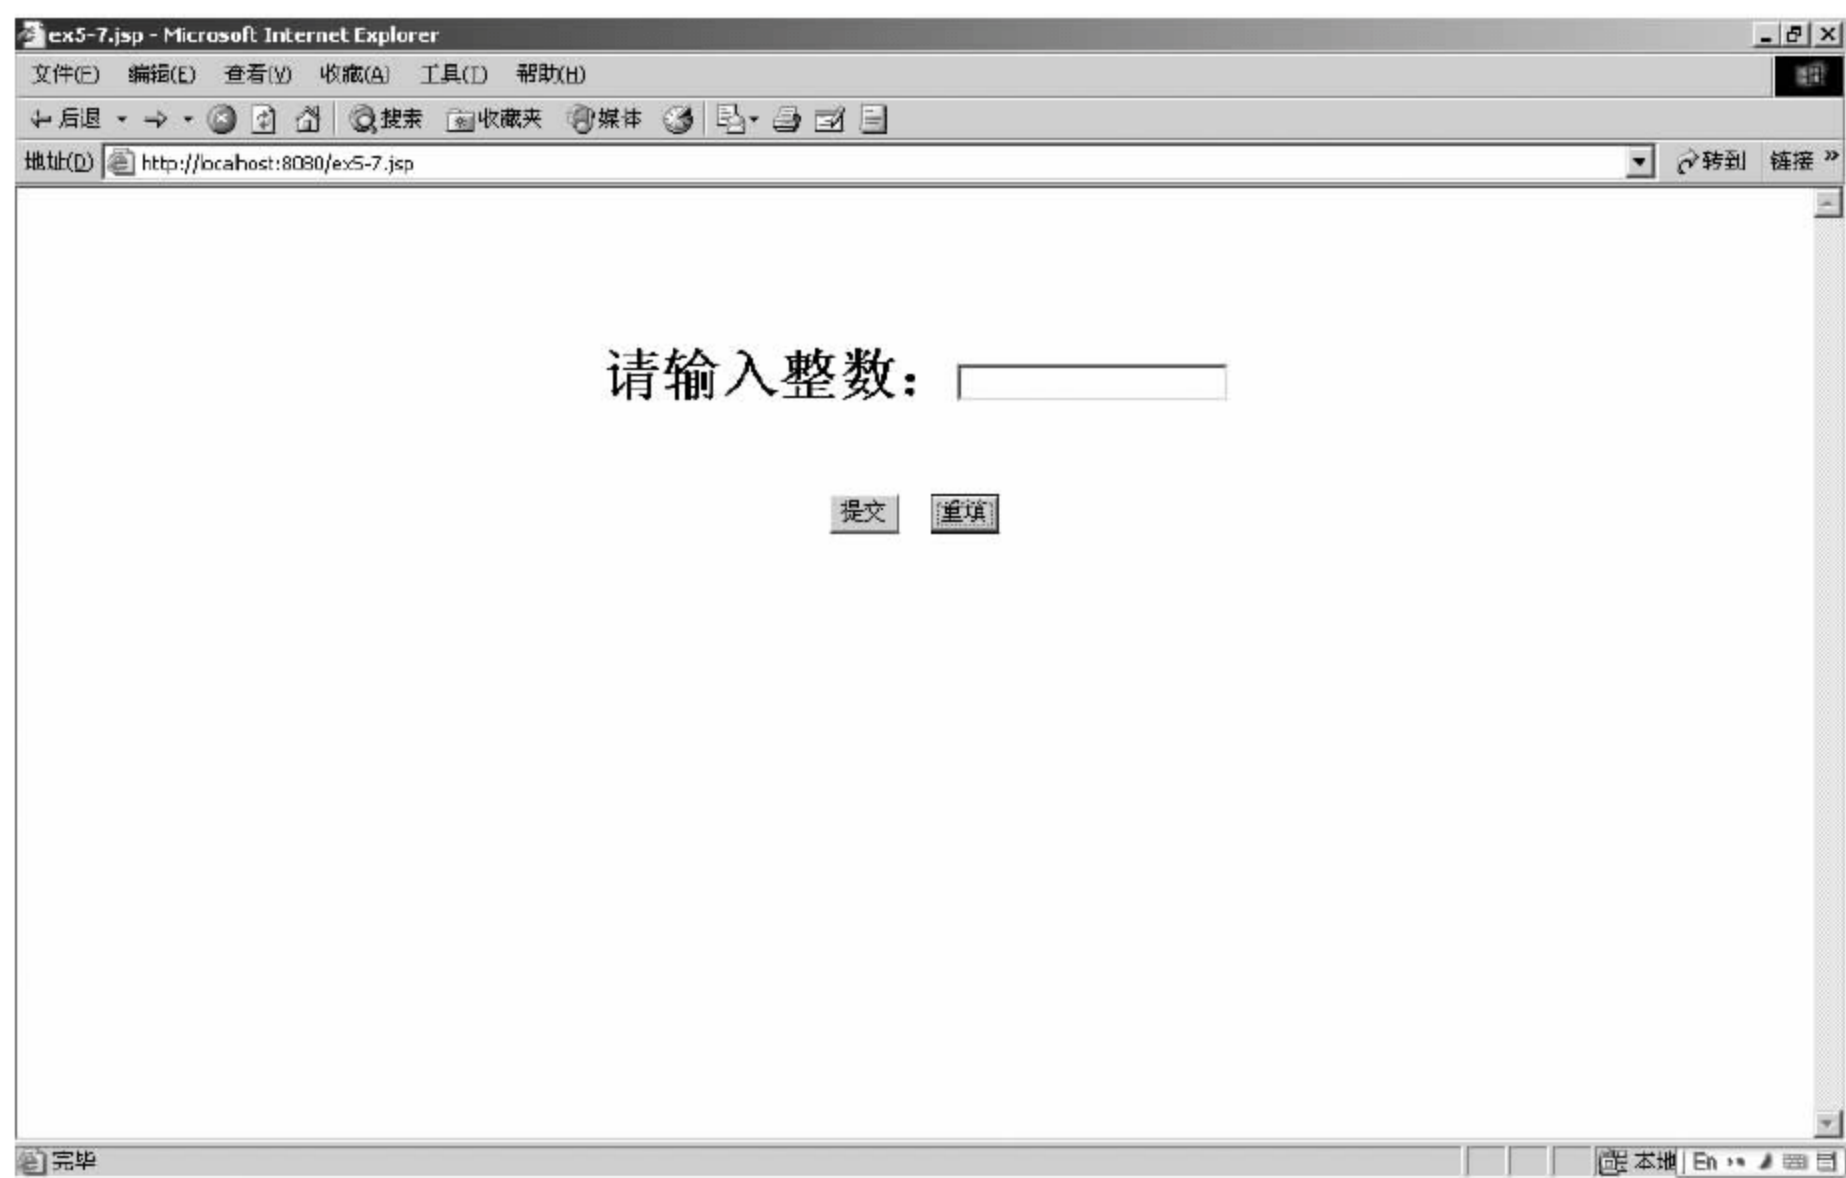 ex5-7.jsp - Microsoft Internet Explorer
文件(F) 编辑(E) 查看(V) 收藏(A) 工具(T) 帮助(H)
后退 搜索 收藏夹 媒体
地址(D) http://localhost:8080/ex5-7.jsp 转到 链接 »
请输入整数：
提交 重填
完毕 本地 En